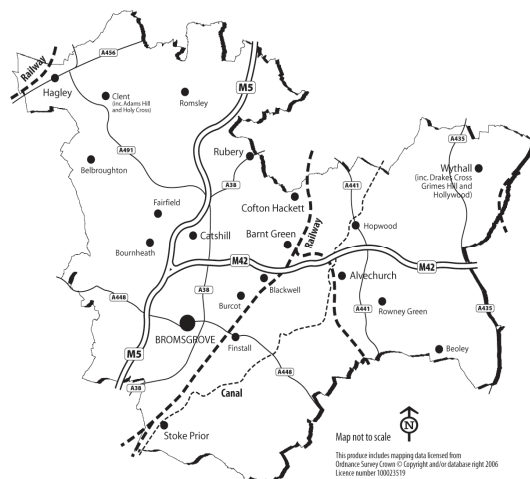 A456
Railway
Hagley
Clent
(inc. Adams Hill
and Holy Cross)
Romsley
M5
A435
Rubery
Wythall
(inc. Drakes Cross
Grimes Hill and
Hollywood)
A491
Belbroughton
A38
A441
Cofton Hackett
Fairfield
Hopwood
Catshill
Barnt Green
Railway
Bournheath
M42
M42
Alvechurch
Blackwell
A38
A448
Burcot
A441
Rowney Green
A435
BROMSGROVE
Finstall
Beoley
M5
A448
A38
Canal
Stoke Prior
N
Map not to scale
This product includes mapping data licensed from
Ordnance Survey Crown © Copyright and/or database right 2006
Licence number 100023519